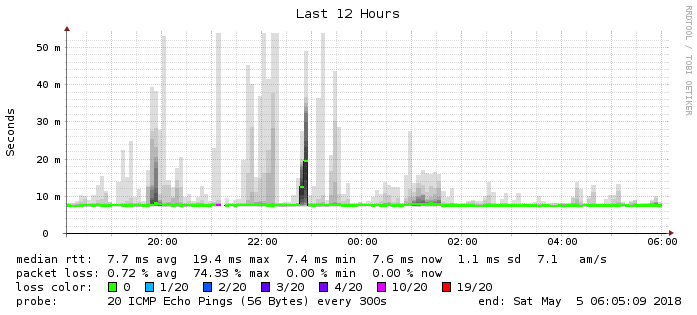 Last 12 Hours
RRDTOOL / TOBI OETIKER
Seconds
50 m
40 m
30 m
20 m
10 m
0
20:00 22:00 00:00 02:00 04:00 06:00
median rtt: 7.7 ms avg 19.4 ms max 7.4 ms min 7.6 ms now 1.1 ms sd 7.1 am/s
packet loss: 0.72 % avg 74.33 % max 0.00 % min 0.00 % now
loss color: 0 1/20 2/20 3/20 4/20 10/20 19/20
probe: 20 ICMP Echo Pings (56 Bytes) every 300s end: Sat May 5 06:05:09 2018